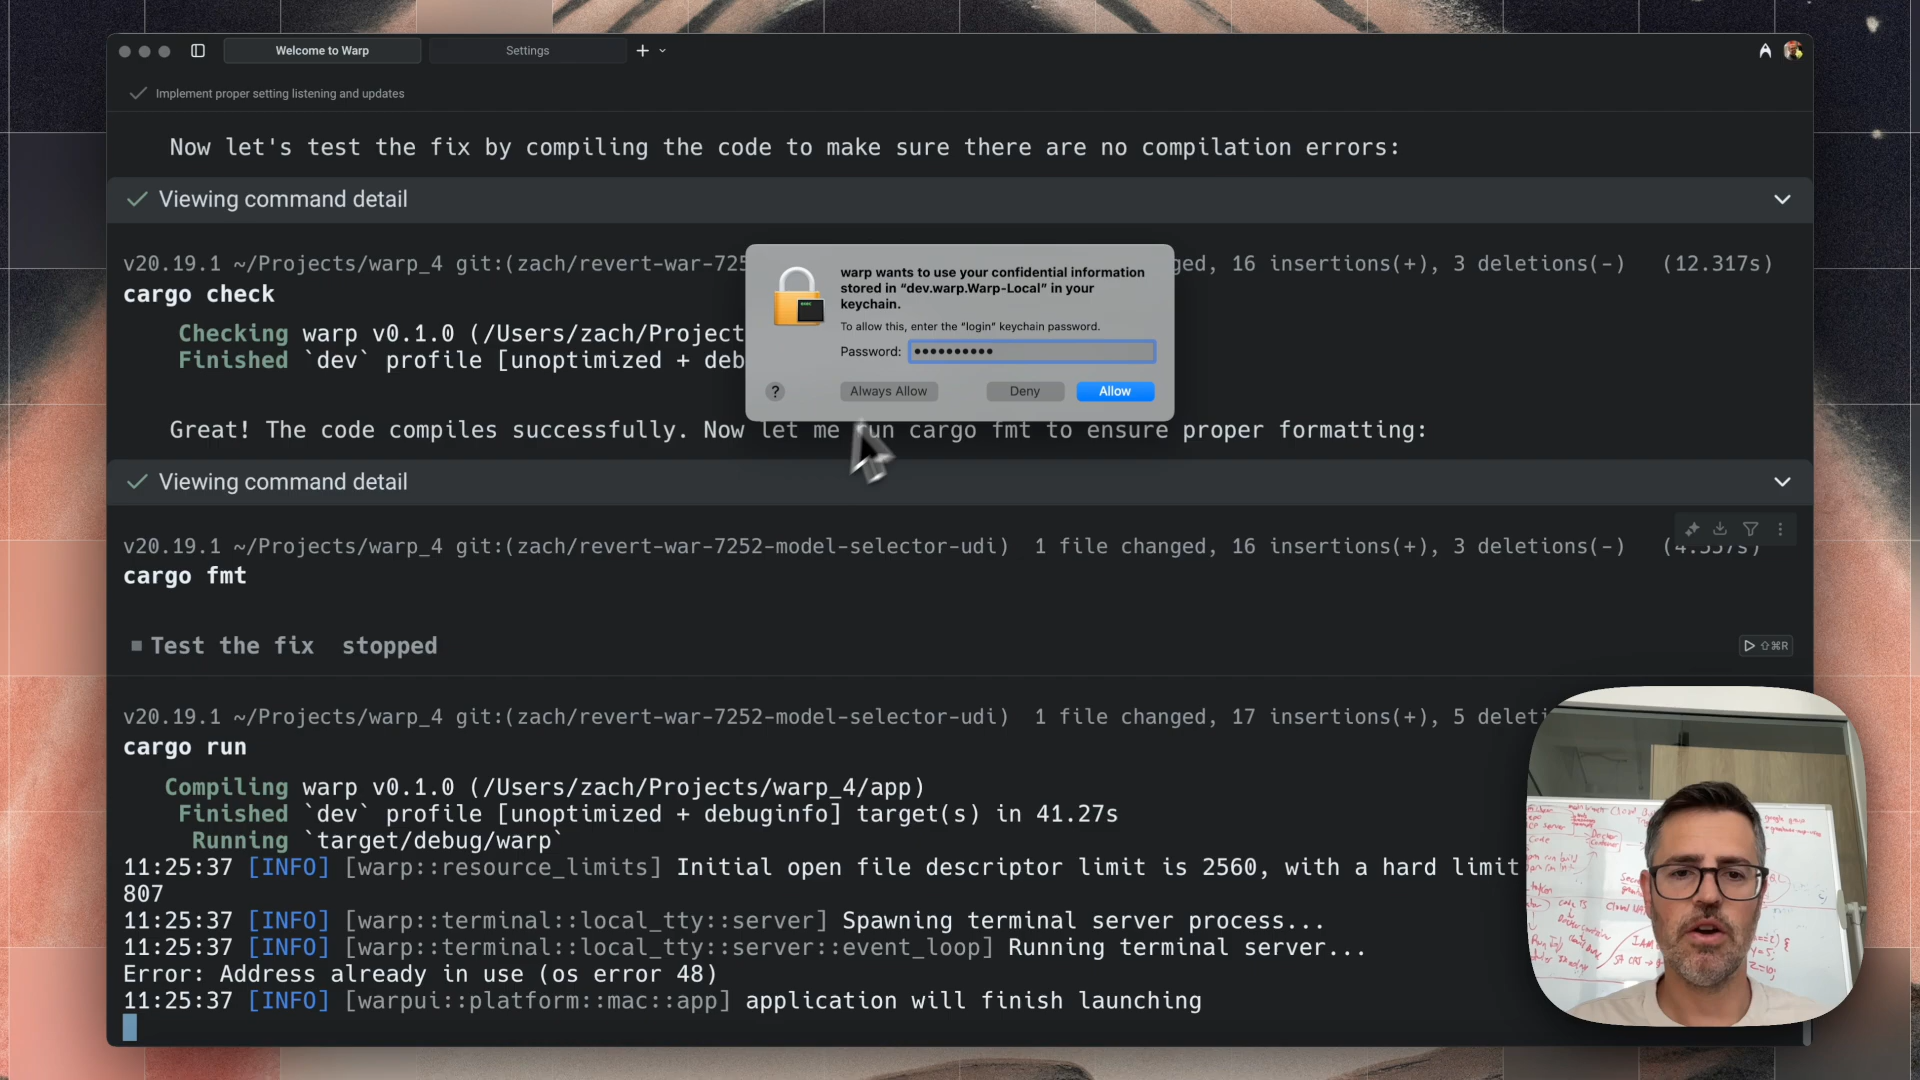 Welcome to Warp
Settings
Implement proper setting listening and updates
Now let's test the fix by compiling the code to make sure there are no compilation errors:
Viewing command detail
v20.19.1 ~/Projects/warp_4 git:(zach/revert-war-725
ged, 16 insertions(+), 3 deletions(-) (12.317s)
cargo check
Checking warp v0.1.0 (/Users/zach/Project
Finished `dev` profile [unoptimized + deb
warp wants to use your confidential information
stored in “dev.warp.Warp-Local” in your
keychain.
To allow this, enter the “login” keychain password.
Password: ••••••••••
?
Always Allow
Deny
Allow
Great! The code compiles successfully. Now let me run cargo fmt to ensure proper formatting:
Viewing command detail
v20.19.1 ~/Projects/warp_4 git:(zach/revert-war-7252-model-selector-udi) 1 file changed, 16 insertions(+), 3 deletions(-)
cargo fmt
Test the fix stopped
⇧⌘R
v20.19.1 ~/Projects/warp_4 git:(zach/revert-war-7252-model-selector-udi) 1 file changed, 17 insertions(+), 5 deleti
cargo run
Compiling warp v0.1.0 (/Users/zach/Projects/warp_4/app)
Finished `dev` profile [unoptimized + debuginfo] target(s) in 41.27s
Running `target/debug/warp`
11:25:37 [INFO] [warp::resource_limits] Initial open file descriptor limit is 2560, with a hard limit
807
11:25:37 [INFO] [warp::terminal::local_tty::server] Spawning terminal server process...
11:25:37 [INFO] [warp::terminal::local_tty::server::event_loop] Running terminal server...
Error: Address already in use (os error 48)
11:25:37 [INFO] [warpui::platform::mac::app] application will finish launching